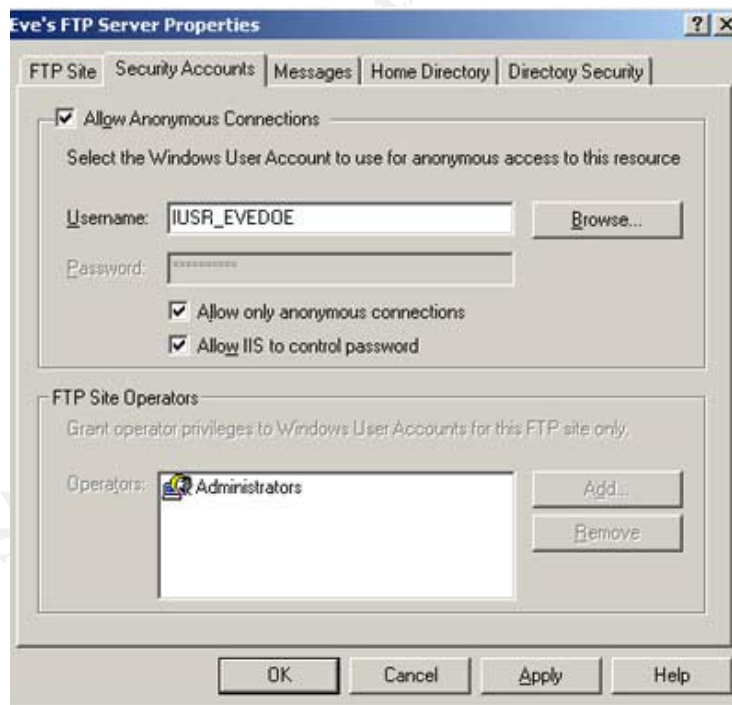 Eve's FTP Server Properties
FTP Site Security Accounts Messages Home Directory Directory Security
Allow Anonymous Connections
Select the Windows User Account to use for anonymous access to this resource
Username: IUSR_EVEDOE Browse...
Password: **********
Allow only anonymous connections
Allow IIS to control password
FTP Site Operators
Grant operator privileges to Windows User Accounts for this FTP site only.
Operators: Administrators Add...
Remove
OK Cancel Apply Help